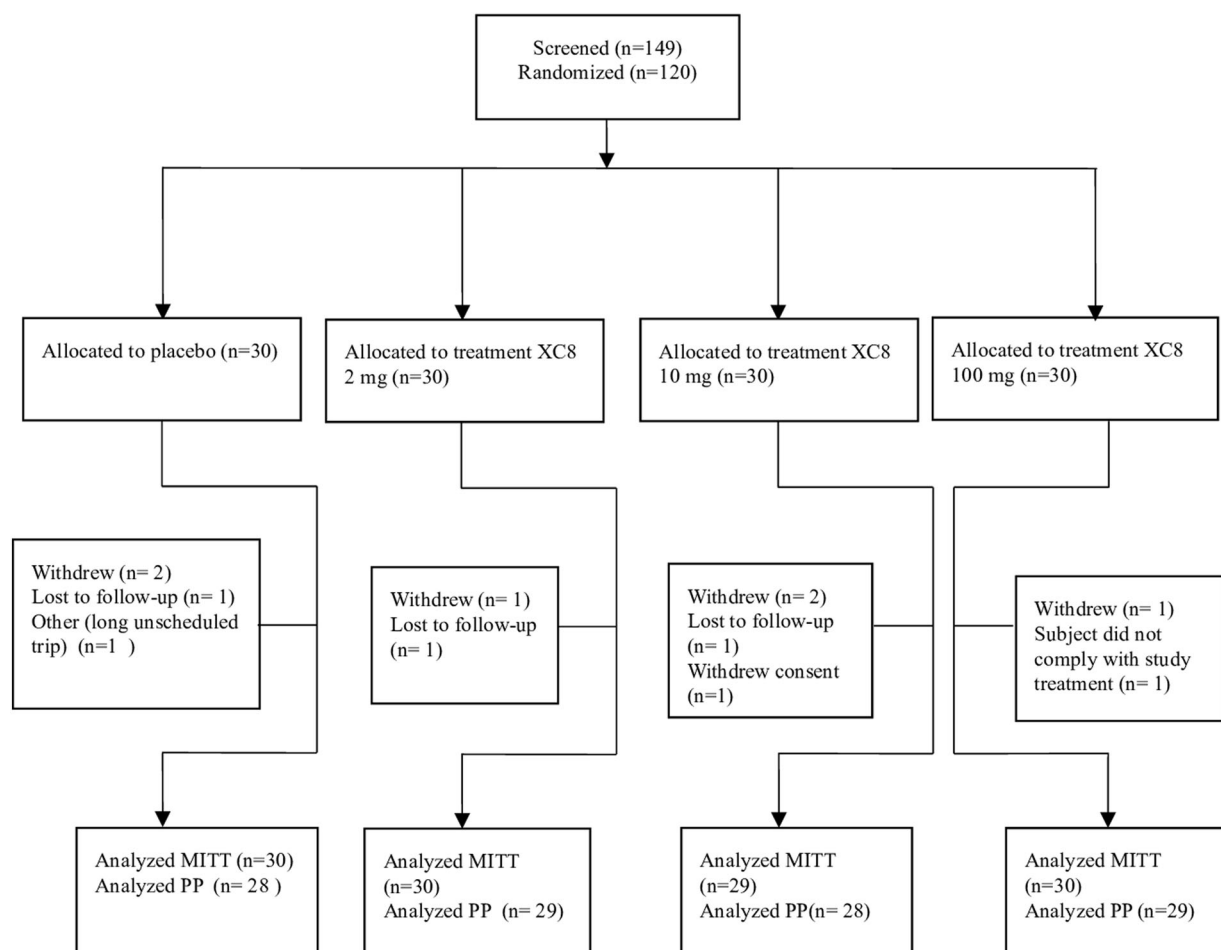 Screened (n=149)
Randomized (n=120)
Allocated to placebo (n=30)
Allocated to treatment XC8
2 mg (n=30)
Allocated to treatment XC8
10 mg (n=30)
Allocated to treatment XC8
100 mg (n=30)
Withdrew (n= 2)
Lost to follow-up (n= 1)
Other (long unscheduled
trip) (n=1 )
Withdrew (n= 1)
Lost to follow-up
(n= 1)
Withdrew (n= 2)
Lost to follow-up
(n= 1)
Withdrew consent
(n=1)
Withdrew (n= 1)
Subject did not
comply with study
treatment (n= 1)
Analyzed MITT (n=30)
Analyzed PP (n= 28 )
Analyzed MITT
(n=30)
Analyzed PP (n= 29)
Analyzed MITT
(n=29)
Analyzed PP(n= 28)
Analyzed MITT
(n=30)
Analyzed PP (n=29)